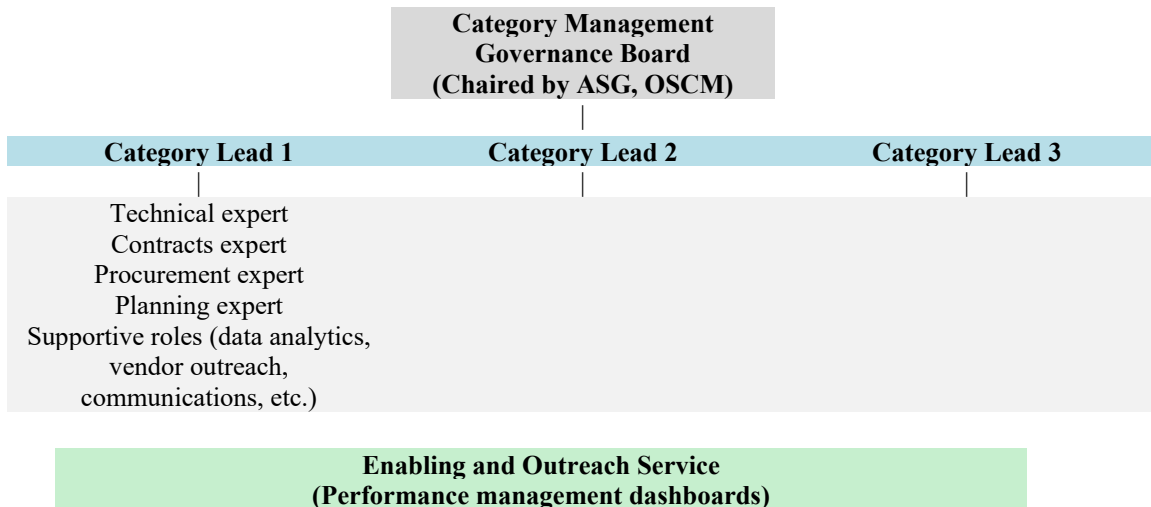 Category Management
Governance Board
(Chaired by ASG, OSCM)
Category Lead 1
Category Lead 2
Category Lead 3
Technical expert
Contracts expert
Procurement expert
Planning expert
Supportive roles (data analytics,
vendor outreach,
communications, etc.)
Enabling and Outreach Service
(Performance management dashboards)